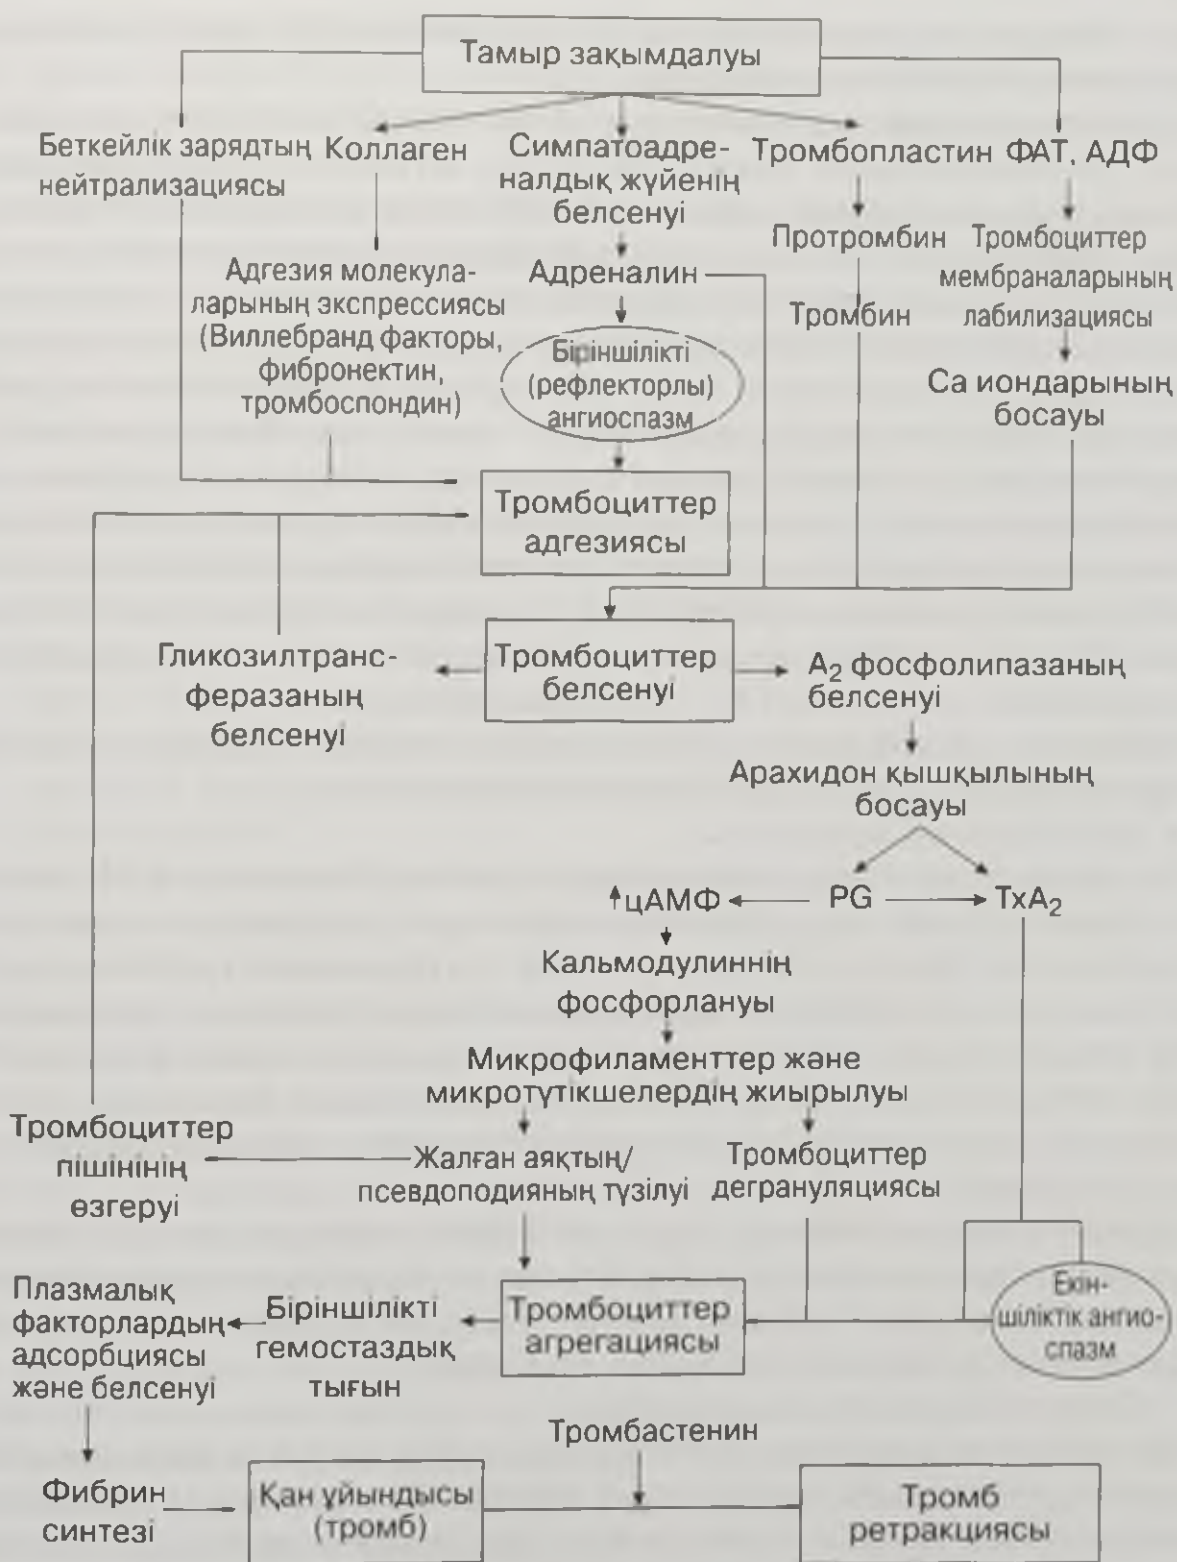 Тамыр зақымдалуы
Беткейлік зарядтың
нейтрализациясы
Коллаген
Симпатоадре-
налдық жүйенің
белсенуі
Тромбопластин
ФАТ, АДФ
Адгезия молекула-
ларының экспрессиясы
(Виллебранд факторы,
фибронектин,
тромбоспондин)
Адреналин
Протромбин
Тромбоциттер
мембраналарының
лабилизациясы
Тромбин
Біріншілікті
(рефлекторлы)
ангиоспазм
Са иондарының
босауы
Тромбоциттер
адгезиясы
Гликозилтранс-
феразаның
белсенуі
Тромбоциттер
белсенуі
А₂ фосфолипазаның
белсенуі
Арахидон қышқылының
босауы
↑цАМФ
PG
TxA₂
Кальмодулиннің
фосфорлануы
Микрофиламенттер және
микротүтікшелердің жиырылуы
Тромбоциттер
пішінінің
өзгеруі
Жалған аяқтың/
псевдоподияның түзілуі
Тромбоциттер
дегрануляциясы
Плазмалық
факторлардың
адсорбциясы
және белсенуі
Біріншілікті
гемостаздық
тығын
Тромбоциттер
агрегациясы
Екін-
шіліктік ангио-
спазм
Тромбастенин
Фибрин
синтезі
Қан ұйындысы
(тромб)
Тромб
ретракциясы